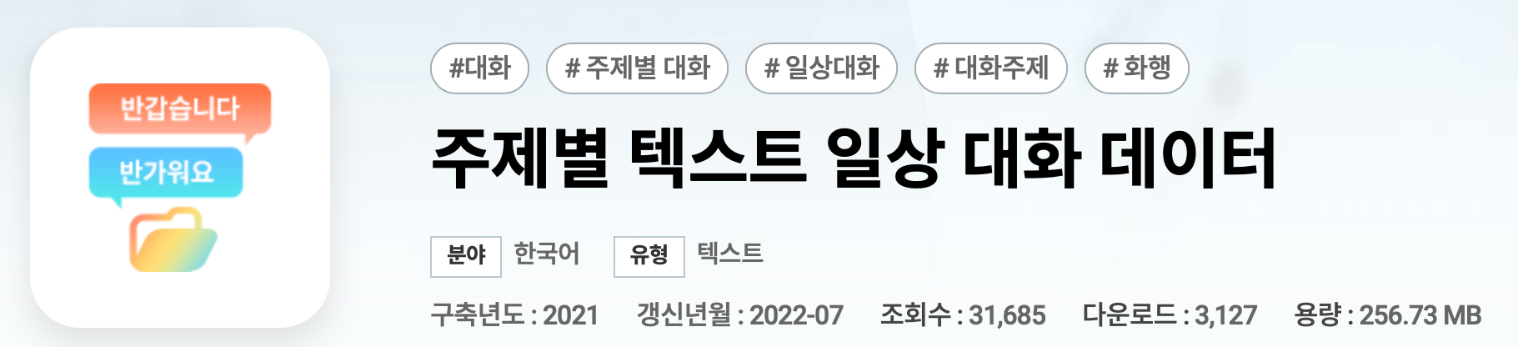 반갑습니다
반가워요
#대화 # 주제별 대화 # 일상대화 # 대화주제 # 화행
주제별 텍스트 일상 대화 데이터
분야 한국어 유형 텍스트
구축년도 : 2021 갱신년월 : 2022-07 조회수 : 31,685 다운로드 : 3,127 용량 : 256.73 MB